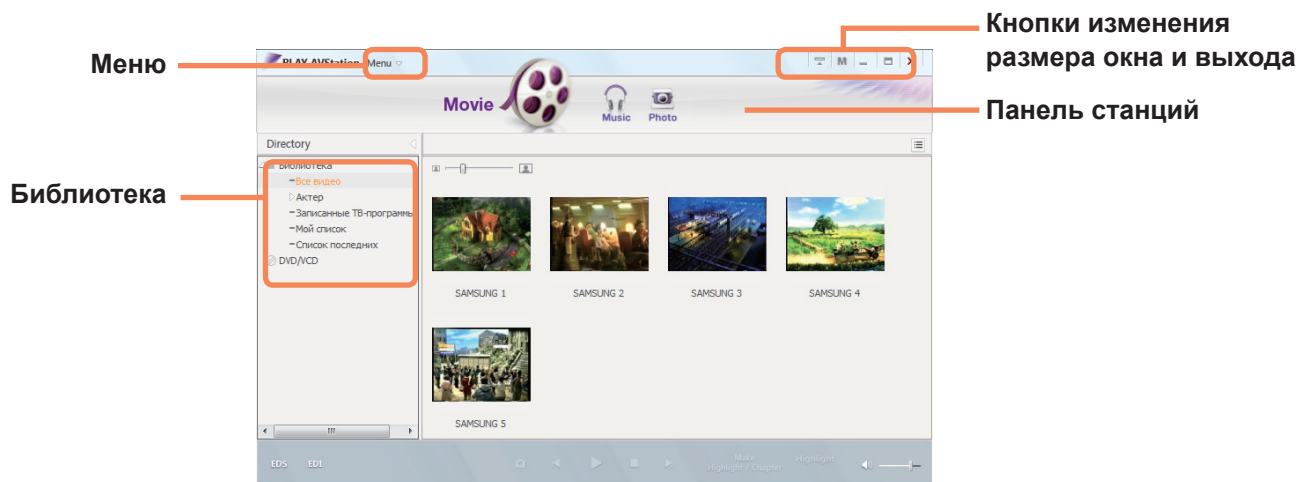 Кнопки изменения
размера окна и выхода
Меню
PLAY AVStation Menu
M
Movie
Music
Photo
Панель станций
Directory
Библиотека
Библиотека
Все видео
Актер
Записанные ТВ-программы
Мой список
Список последних
DVD/VCD
SAMSUNG 1
SAMSUNG 2
SAMSUNG 3
SAMSUNG 4
SAMSUNG 5
EDS
EDI
Make
Highlight / Chapter
Highlight